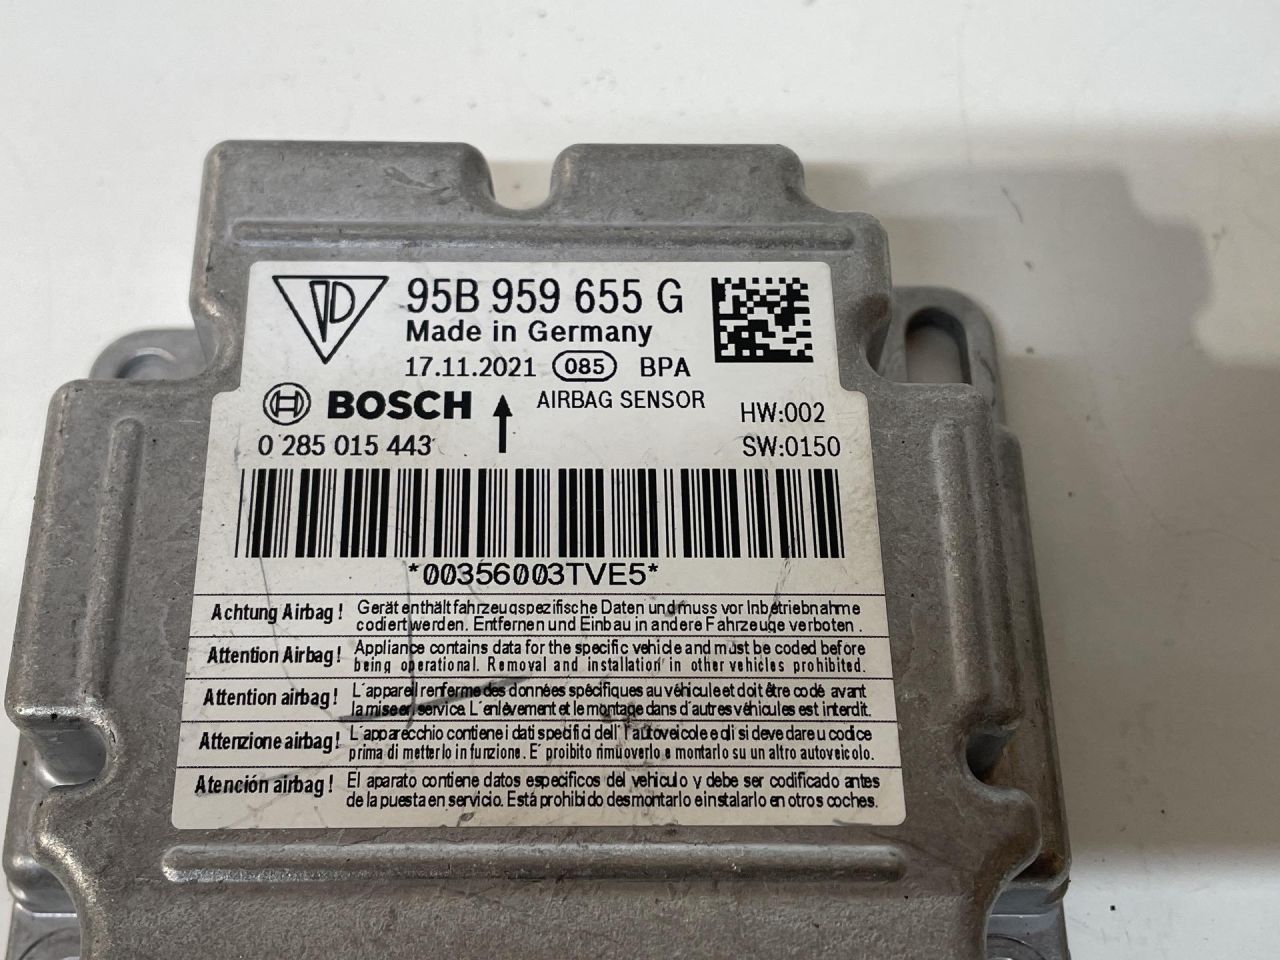 95B 959 655 G
Made in Germany
17.11.2021 085 BPA
BOSCH AIRBAG SENSOR HW:002
0 285 015 443 SW:0150
*00356003TVE5*
Achtung Airbag! Gerät enthält fahrzeugspezifische Daten und muss vor Inbetriebnahme
codiert werden. Entfernen und Einbau in andere Fahrzeuge verboten.
Attention Airbag! Appliance contains data for the specific vehicle and must be coded before
being operational. Removal and installation in other vehicles prohibited.
Attention airbag! L'appareil renferme des données spécifiques au véhicule et doit être codé avant
la mise er service. L'enlèvement et le montage dans d'autres véhicules est interdit.
Attenzione airbag! L'apparecchio contiene i dati specifici dell'autoveicolo e qli si deve dare u codice
prima di metterlo in funzione. E' proibito rimuoverlo e montarlo su un altro autoveicolo.
Atención airbag! El aparato contiene datos especificos del vehiculo y debe ser codificado antes
de la puesta en servicio. Está prohibido desmontarlo e instalarlo en otros coches.